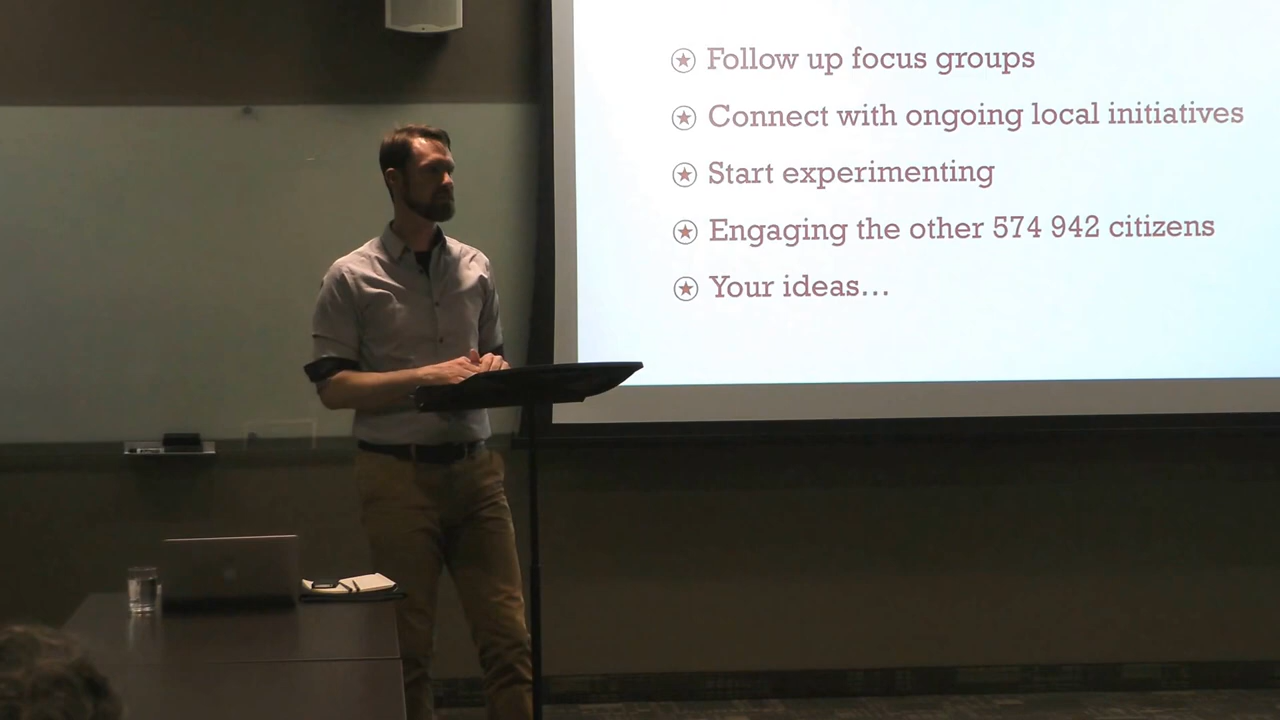 Follow up focus groups
Connect with ongoing local initiatives
Start experimenting
Engaging the other 574 942 citizens
Your ideas...